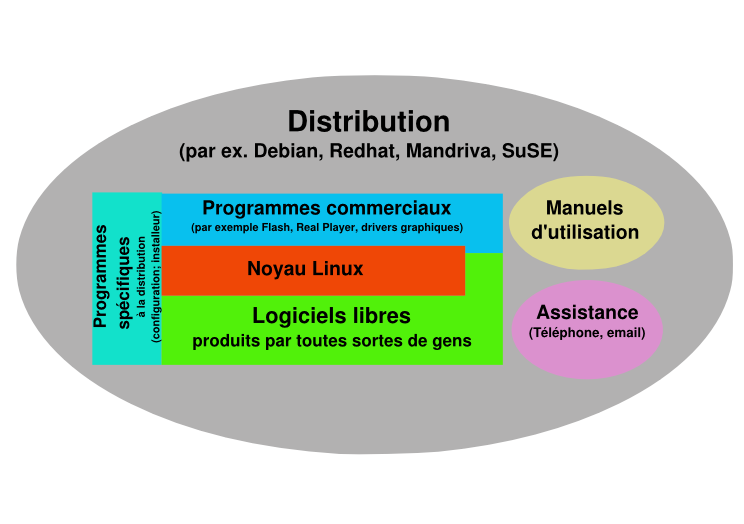 Distribution
(par ex. Debian, Redhat, Mandriva, SuSE)
Programmes
spécifiques
à la distribution
(configuration; installeur)
Programmes commerciaux
(par exemple Flash, Real Player, drivers graphiques)
Noyau Linux
Logiciels libres
produits par toutes sortes de gens
Manuels
d'utilisation
Assistance
(Téléphone, email)